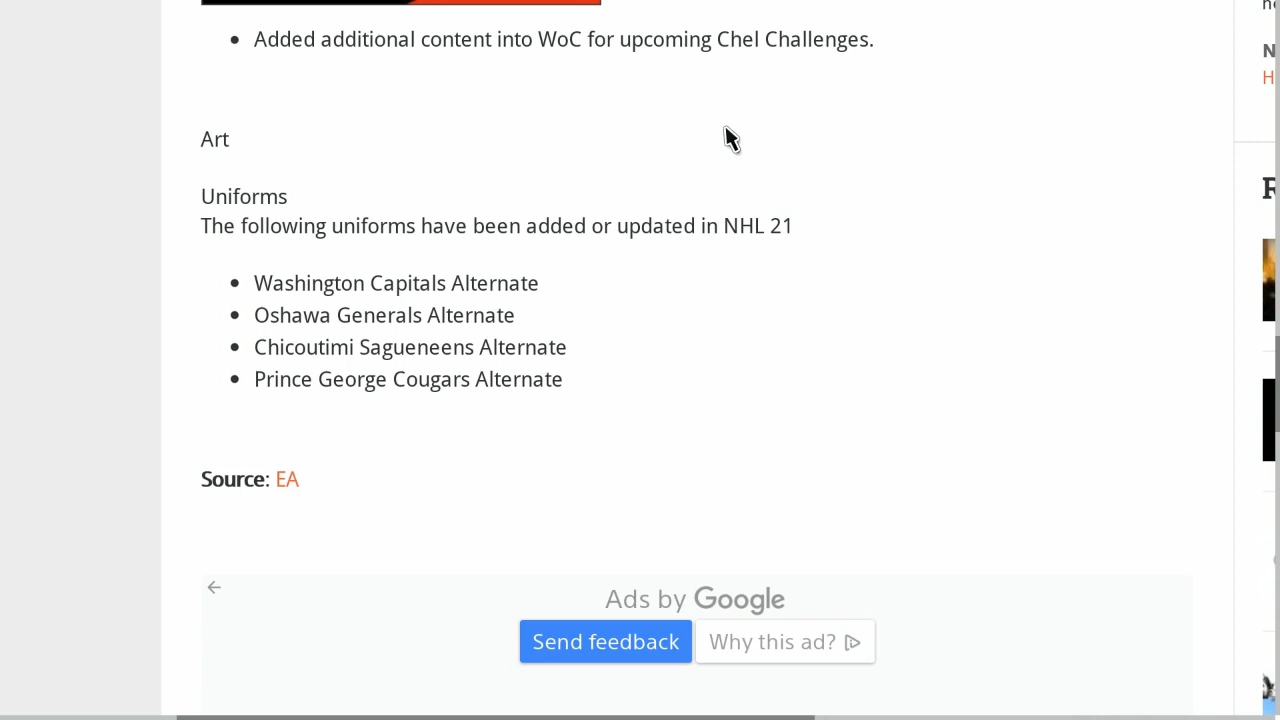 Added additional content into WoC for upcoming Chel Challenges.
Art
Uniforms
The following uniforms have been added or updated in NHL 21
Washington Capitals Alternate
Oshawa Generals Alternate
Chicoutimi Sagueneens Alternate
Prince George Cougars Alternate
Source: EA
Ads by Google
Send feedback
Why this ad?
N
H
R